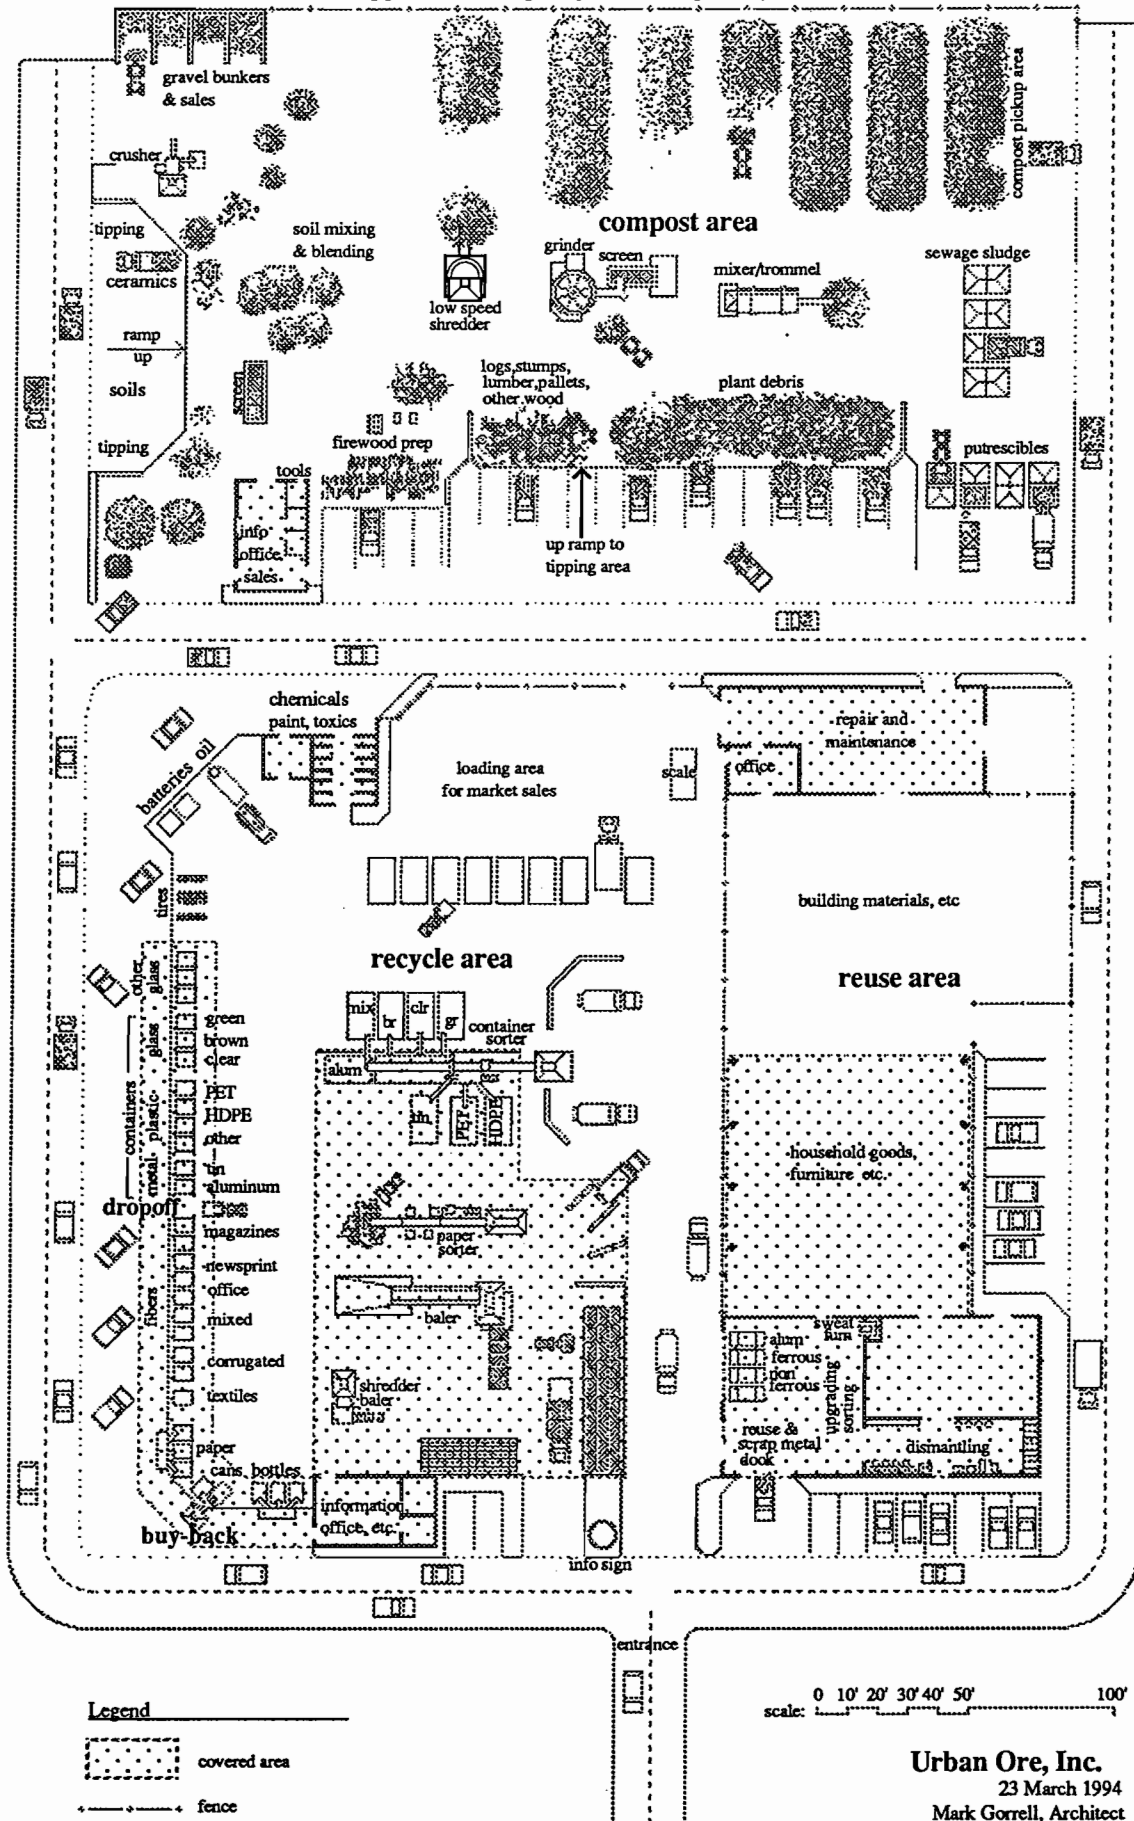 gravel bunkers
& sales
compost pickup area
crusher
tipping
ceramics
ramp
up
soils
tipping
soil mixing
& blending
screen
low speed
shredder
compost area
grinder
screen
mixer/trommel
sewage sludge
logs,stumps,
lumber,pallets,
other wood
plant debris
putrescibles
firewood prep
tools
info
office
sales
up ramp to
tipping area
chemicals
paint, toxics
batteries oil
tires
loading area
for market sales
scale
office
repair and
maintenance
building materials, etc
reuse area
recycle area
other
glass
containers
glass
plastic
metal
green
brown
clear
PET
HDPE
other
tin
aluminum
dropoff
fibers
magazines
newsprint
office
mixed
corrugated
textiles
paper
cans bottles
buy-back
mix
br
clr
gr
container
sorter
alum
tin
PET
HDPE
paper
sorter
baler
shredder
baler
information
office, etc.
info sign
household goods,
furniture etc.
sweat
furn
alum
ferrous
non
ferrous
upgrading
sorting
reuse &
scrap metal
dock
dismantling
entrance
Legend
covered area
fence
scale: 0 10' 20' 30' 40' 50' 100'
Urban Ore, Inc.
23 March 1994
Mark Gorrell, Architect